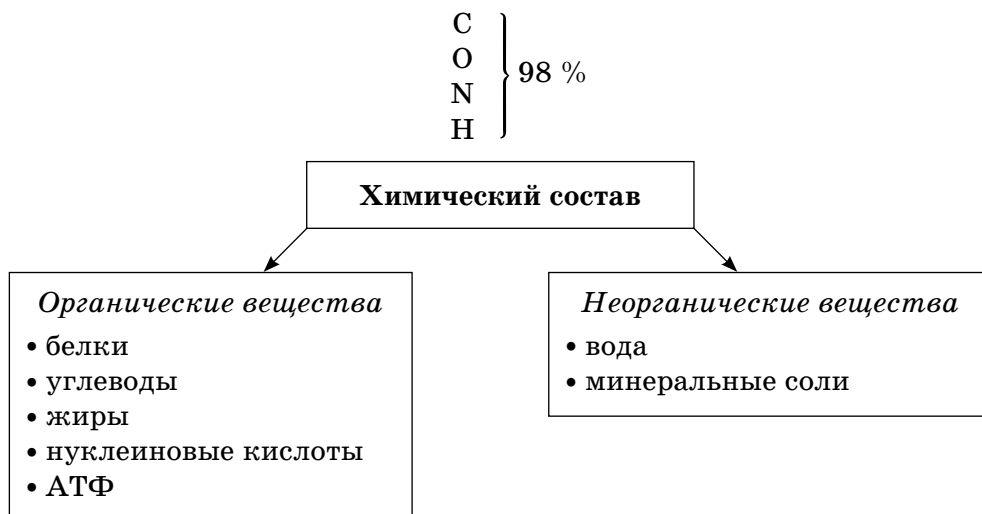 C
O
N
H
98 %
Химический состав
Органические вещества
• белки
• углеводы
• жиры
• нуклеиновые кислоты
• АТФ
Неорганические вещества
• вода
• минеральные соли